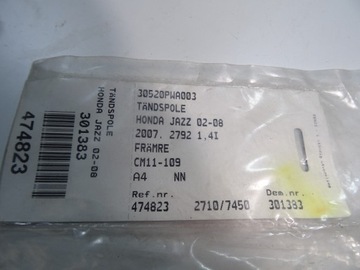 30520PWA003
TÄNDSPOLE
HONDA JAZZ 02-08
2007. 2792 1,4I
FRÄMRE
CM11-109
A4 NN
Ref.nr. Dem.nr.
474823 2710/7450 301383
TÄNDSPOLE
HONDA JAZZ 02-08
301383
474823